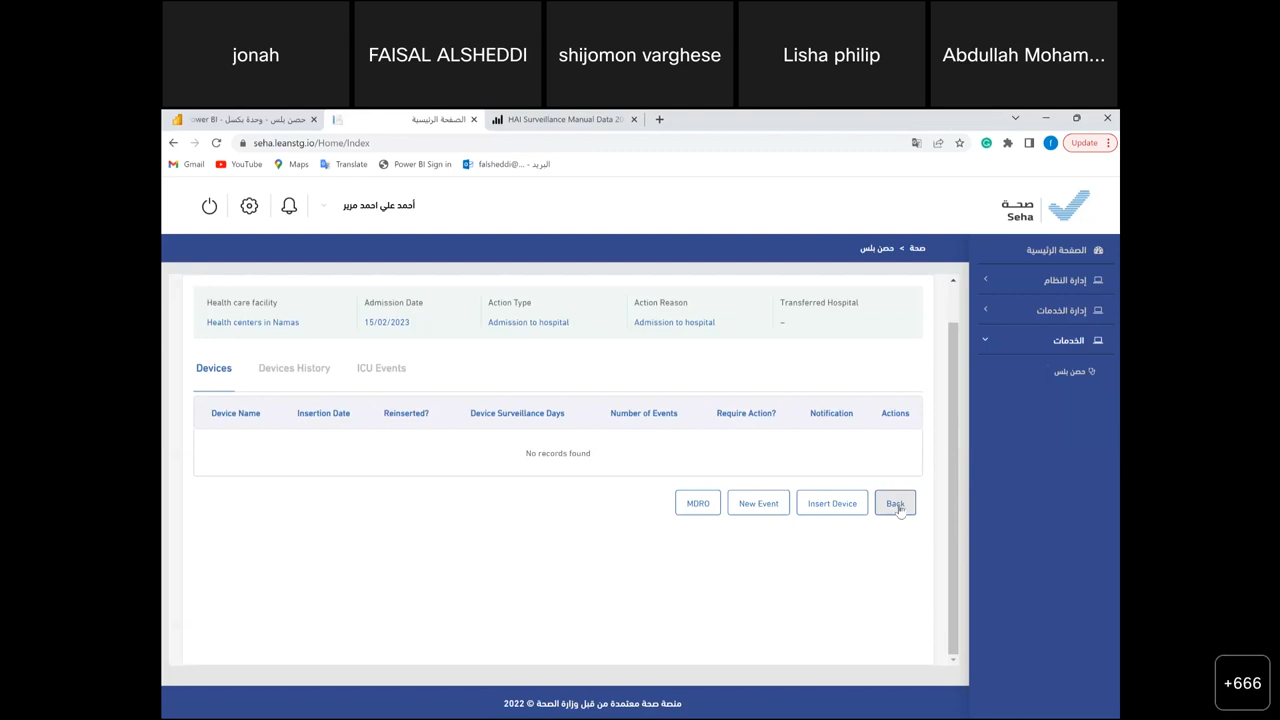 jonah
FAISAL ALSHEDDI
shijomon varghese
Lisha philip
Abdullah Moham...
ower BI - حصن بلس - وحدة بكسل
الصفحة الرئيسية
HAI Surveillance Manual Data 20
seha.leanstg.io/Home/Index
Update
Gmail
YouTube
Maps
Translate
Power BI Sign in
falsheddi@... - البريد
أحمد علي احمد مرير
صحة
Seha
صحة > حصن بلس
الصفحة الرئيسية
إدارة النظام
إدارة الخدمات
الخدمات
حصن بلس
Health care facility
Admission Date
Action Type
Action Reason
Transferred Hospital
Health centers in Namas
15/02/2023
Admission to hospital
Admission to hospital
–
Devices
Devices History
ICU Events
Device Name
Insertion Date
Reinserted?
Device Surveillance Days
Number of Events
Require Action?
Notification
Actions
No records found
MDRO
New Event
Insert Device
Back
منصة صحة معتمدة من قبل وزارة الصحة © 2022
+666